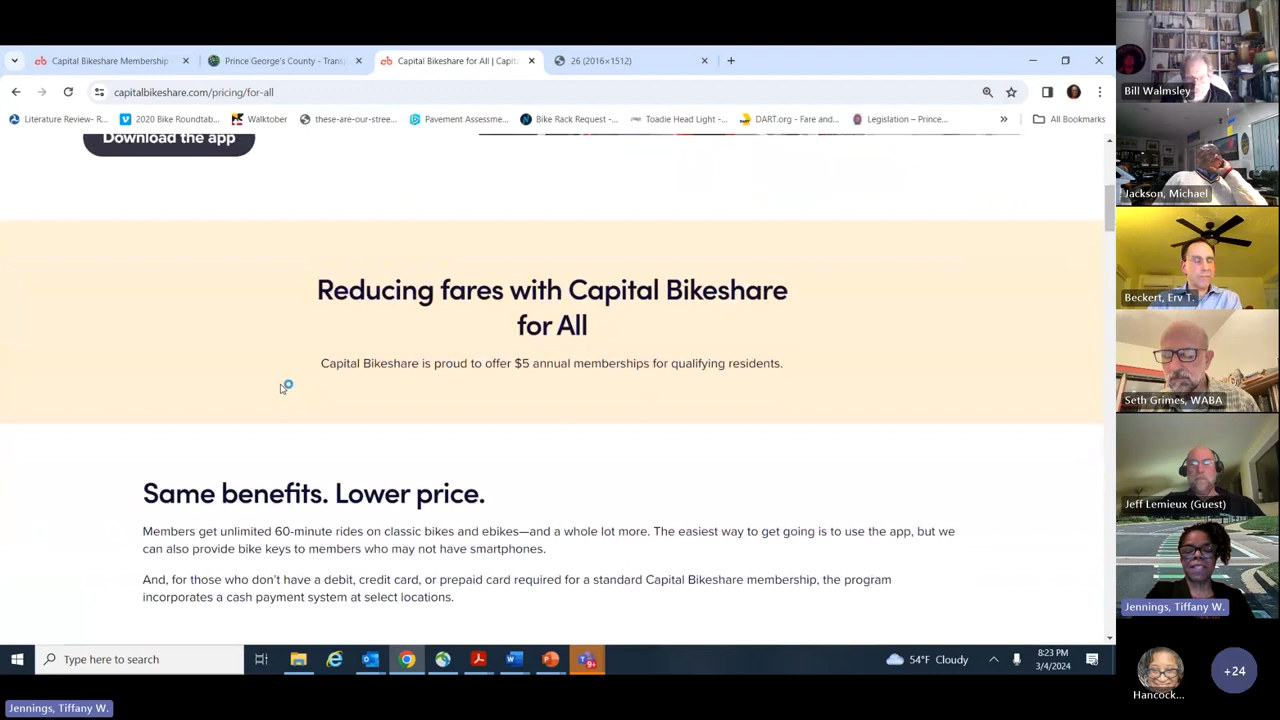 Capital Bikeshare Membership
Prince George's County - Trans
Capital Bikeshare for All | Capit
26 (2016×1512)
capitalbikeshare.com/pricing/for-all
Literature Review- R...
2020 Bike Roundtab...
Walktober
these-are-our-stree...
Pavement Assessme...
Bike Rack Request -...
Toadie Head Light -...
DART.org - Fare and...
Legislation – Prince...
All Bookmarks
Download the app
Reducing fares with Capital Bikeshare
for All
Capital Bikeshare is proud to offer $5 annual memberships for qualifying residents.
Same benefits. Lower price.
Members get unlimited 60-minute rides on classic bikes and ebikes—and a whole lot more. The easiest way to get going is to use the app, but we
can also provide bike keys to members who may not have smartphones.
And, for those who don't have a debit, credit card, or prepaid card required for a standard Capital Bikeshare membership, the program
incorporates a cash payment system at select locations.
Type here to search
9+
54°F Cloudy
8:23 PM
3/4/2024
Bill Walmsley
Jackson, Michael
Beckert, Erv T.
Seth Grimes, WABA
Jeff Lemieux (Guest)
Jennings, Tiffany W.
Hancock...
+24
Jennings, Tiffany W.